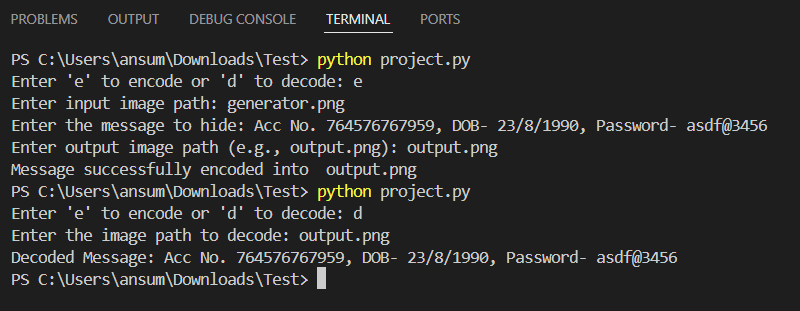 PROBLEMS OUTPUT DEBUG CONSOLE TERMINAL PORTS
PS C:\Users\ansum\Downloads\Test> python project.py
Enter 'e' to encode or 'd' to decode: e
Enter input image path: generator.png
Enter the message to hide: Acc No. 764576767959, DOB- 23/8/1990, Password- asdf@3456
Enter output image path (e.g., output.png): output.png
Message successfully encoded into  output.png
PS C:\Users\ansum\Downloads\Test> python project.py
Enter 'e' to encode or 'd' to decode: d
Enter the image path to decode: output.png
Decoded Message: Acc No. 764576767959, DOB- 23/8/1990, Password- asdf@3456
PS C:\Users\ansum\Downloads\Test>